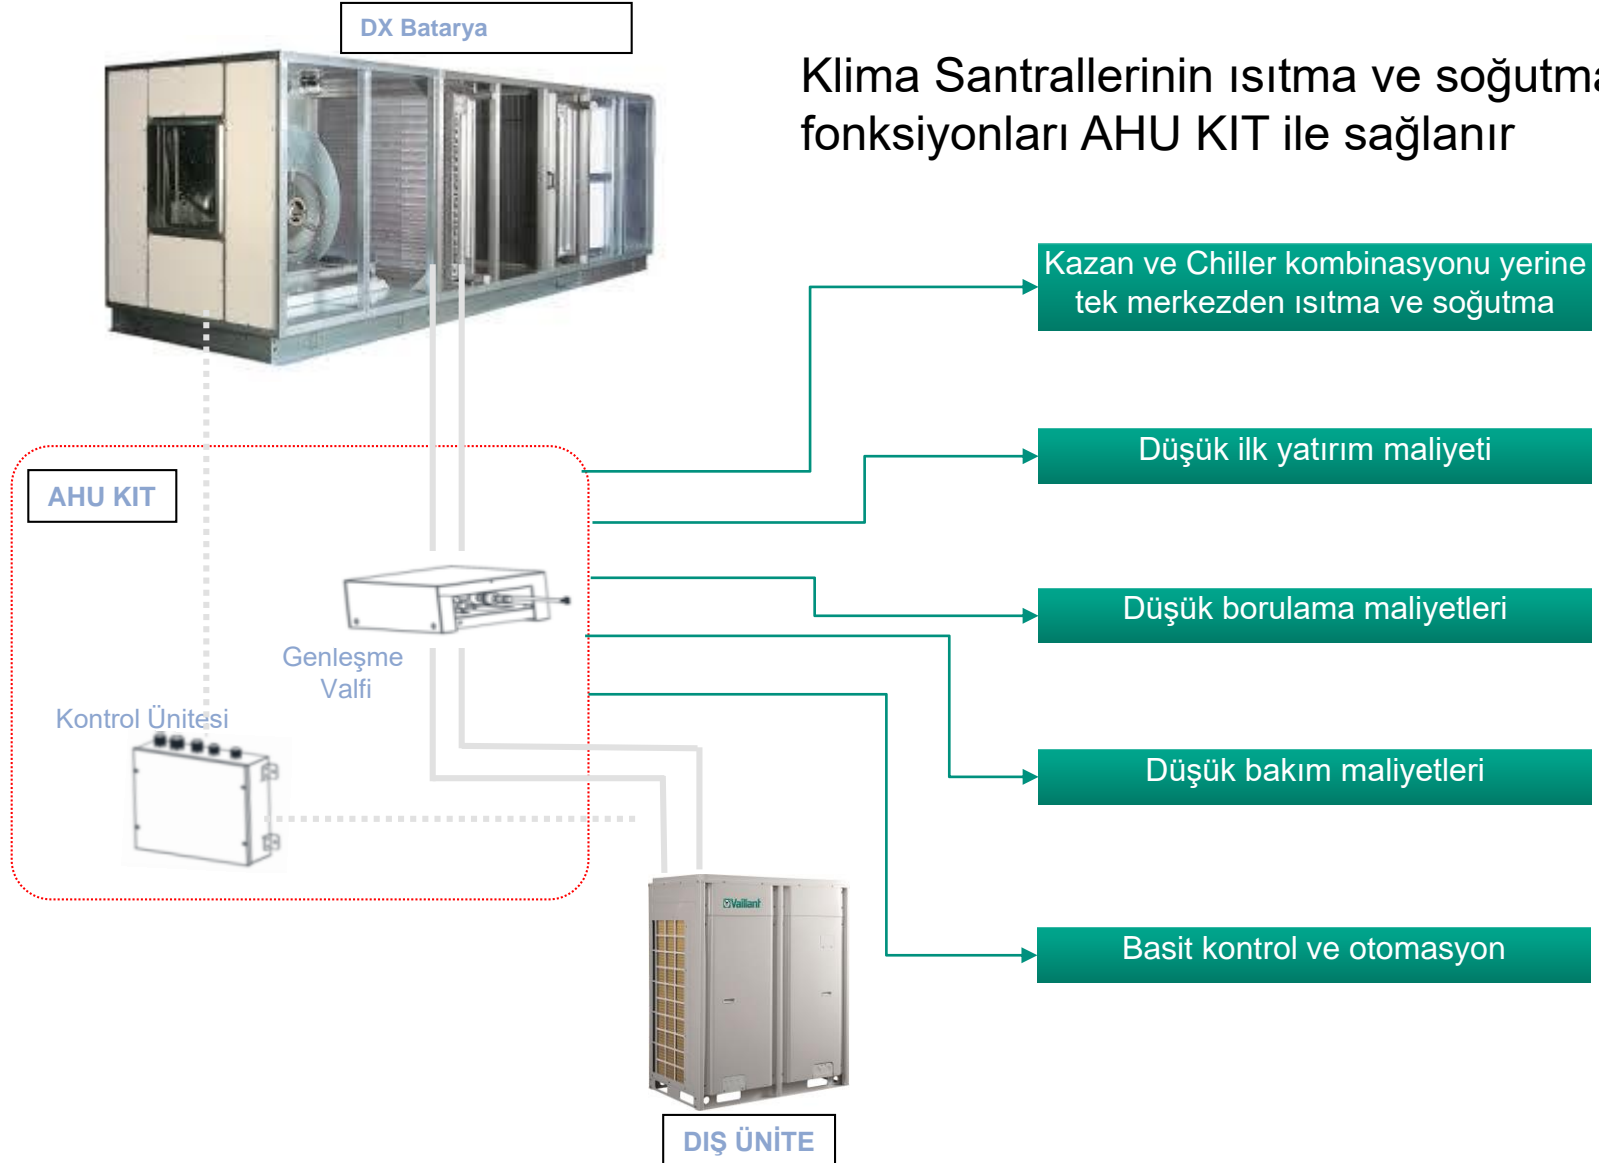 DX Batarya
Klima Santrallerinin ısıtma ve soğutma
fonksiyonları AHU KIT ile sağlanır
Kazan ve Chiller kombinasyonu yerine
tek merkezden ısıtma ve soğutma
Düşük ilk yatırım maliyeti
AHU KIT
Düşük borulama maliyetleri
Genleşme
Valfi
Kontrol Ünitesi
Düşük bakım maliyetleri
Vaillant
Basit kontrol ve otomasyon
DIŞ ÜNİTE